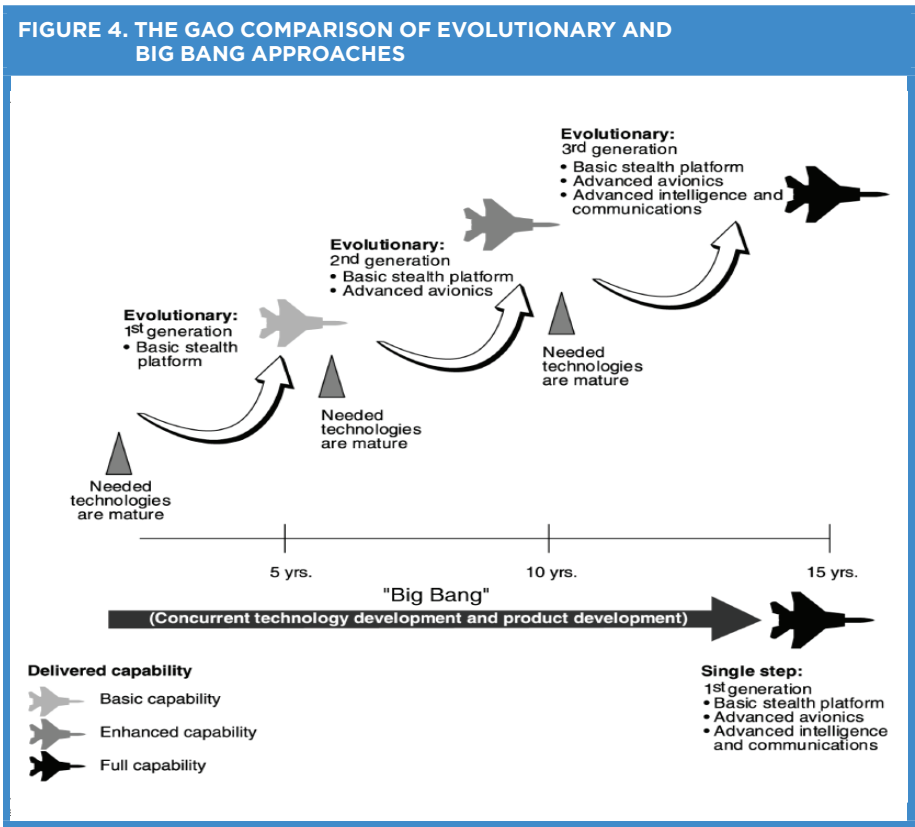 FIGURE 4. THE GAO COMPARISON OF EVOLUTIONARY AND
BIG BANG APPROACHES
Evolutionary:
3rd generation
• Basic stealth platform
• Advanced avionics
• Advanced intelligence and
communications
Evolutionary:
2nd generation
• Basic stealth platform
• Advanced avionics
Evolutionary:
1st generation
• Basic stealth
platform
Needed
technologies
are mature
Needed
technologies
are mature
Needed
technologies
are mature
5 yrs.
10 yrs.
15 yrs.
"Big Bang"
(Concurrent technology development and product development)
Delivered capability
Basic capability
Enhanced capability
Full capability
Single step:
1st generation
• Basic stealth platform
• Advanced avionics
• Advanced intelligence
and communications